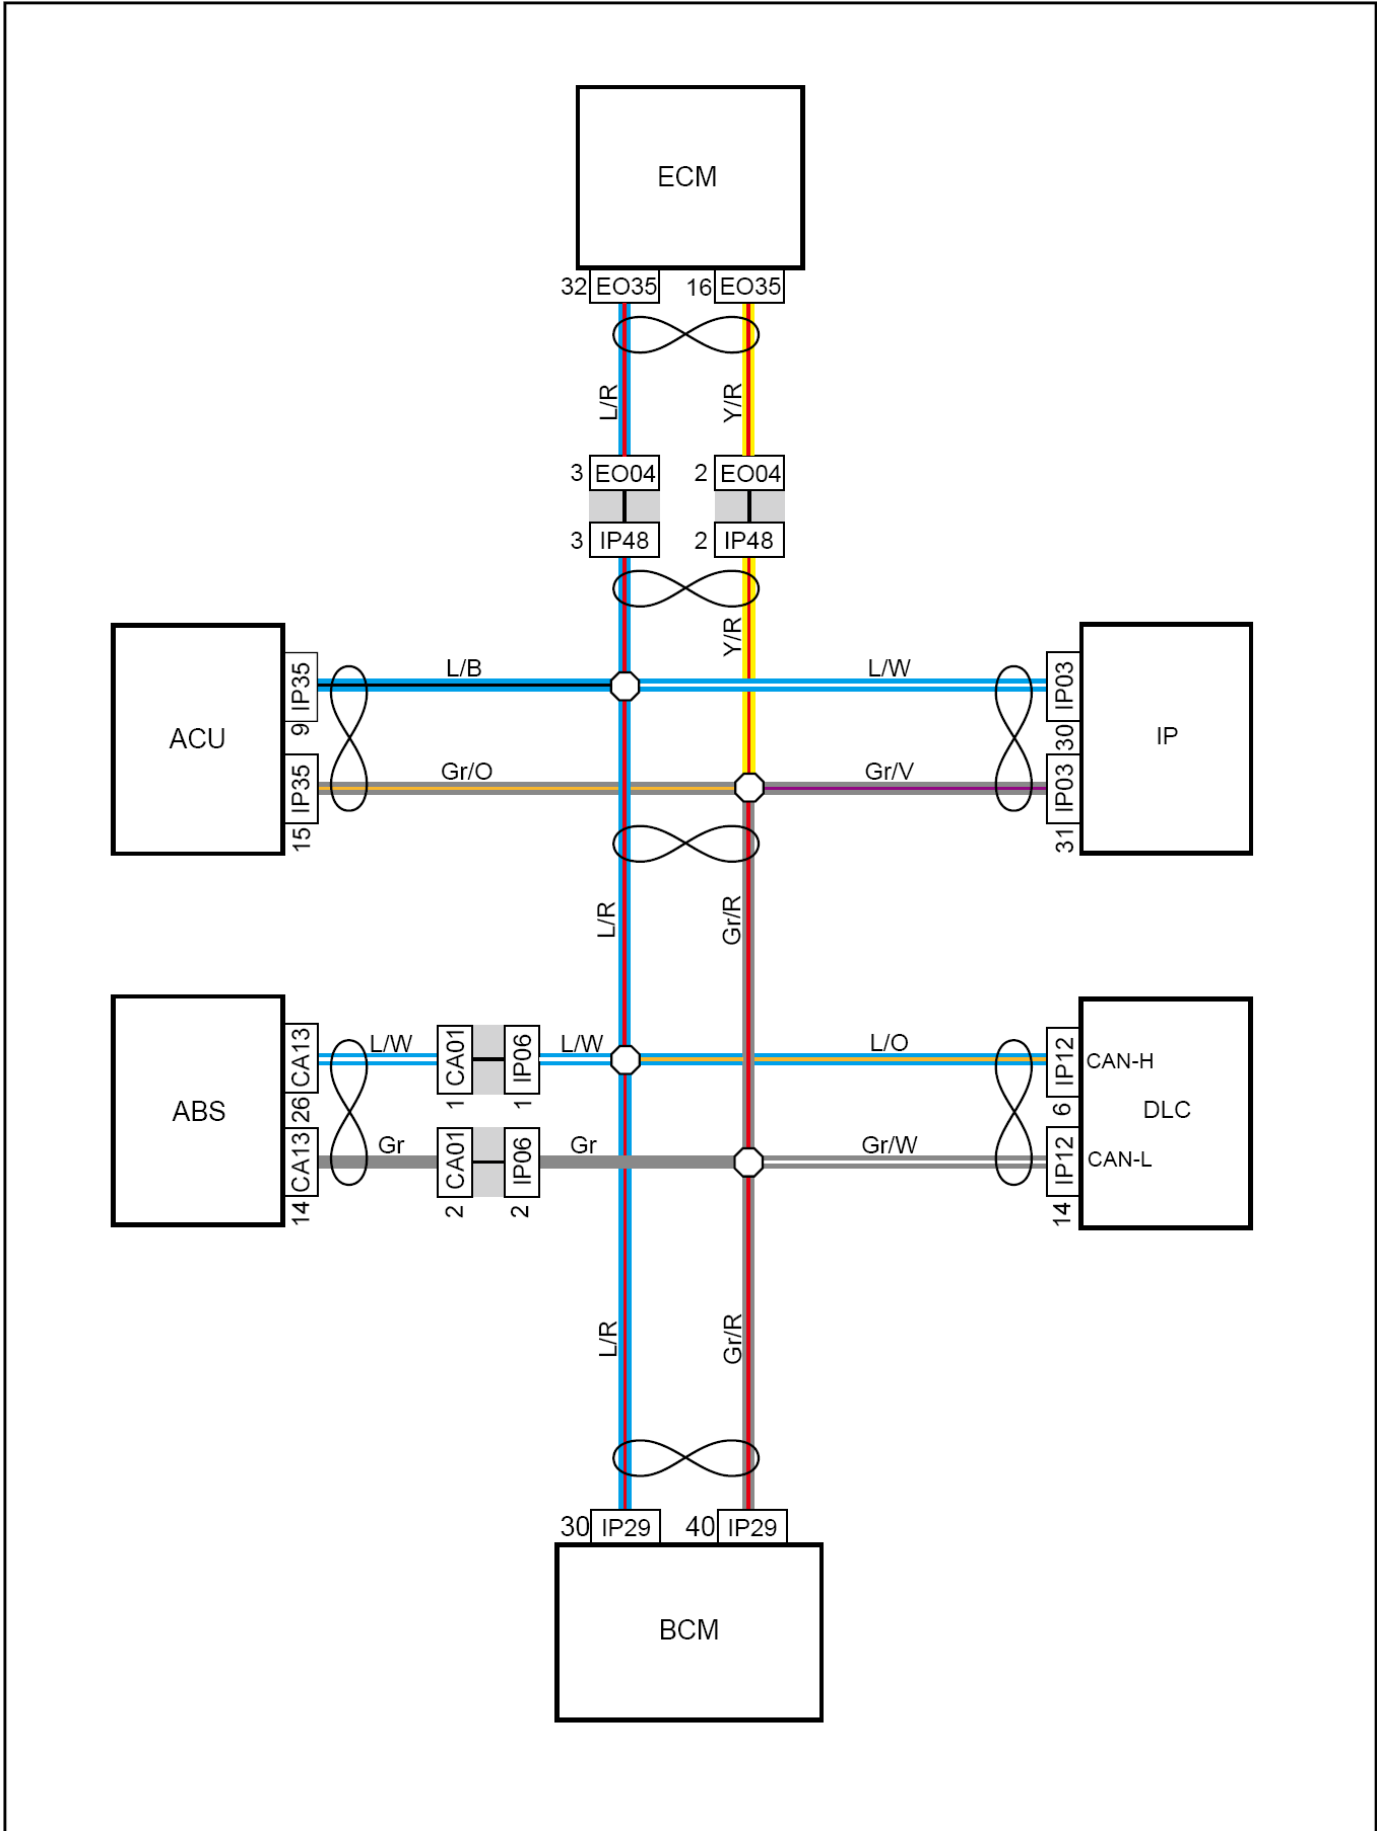 ECM
32 EO35 16 EO35
L/R Y/R
3 EO04 2 EO04
3 IP48 2 IP48
Y/R
L/B L/W
IP35 IP03
9 30
ACU IP
Gr/O Gr/V
IP35 IP03
15 31
L/R Gr/R
L/W CA01 IP06 L/W L/O
CA13 IP12 CAN-H
26 1 1 6
ABS DLC
Gr CA01 IP06 Gr Gr/W
CA13 IP12 CAN-L
14 2 2 14
L/R Gr/R
30 IP29 40 IP29
BCM